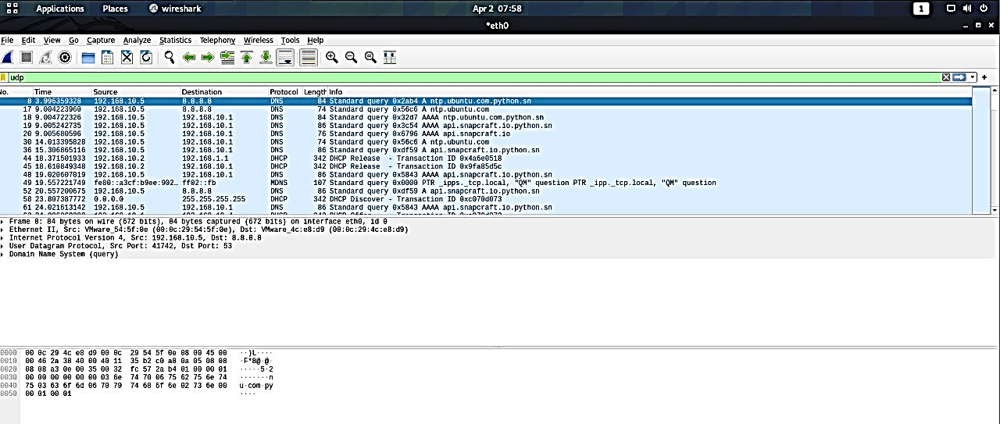 Applications Places wireshark Apr 2 07:58 1
*eth0
File Edit View Go Capture Analyze Statistics Telephony Wireless Tools Help
udp
No. Time Source Destination Protocol Length Info
8 3.996359328 192.168.10.5 8.8.8.8 DNS 84 Standard query 0x2ab4 A ntp.ubuntu.com.python.sn
17 9.004223960 192.168.10.5 8.8.8.8 DNS 74 Standard query 0x56c6 A ntp.ubuntu.com
18 9.004722326 192.168.10.5 192.168.10.1 DNS 84 Standard query 0x32d7 AAAA ntp.ubuntu.com.python.sn
19 9.005242735 192.168.10.5 192.168.10.1 DNS 86 Standard query 0x3c54 AAAA api.snapcraft.io.python.sn
20 9.005680596 192.168.10.5 192.168.10.1 DNS 76 Standard query 0x6796 AAAA api.snapcraft.io
30 14.013395828 192.168.10.5 192.168.10.1 DNS 74 Standard query 0x56c6 A ntp.ubuntu.com
36 15.306865116 192.168.10.5 192.168.10.1 DNS 86 Standard query 0xdf59 A api.snapcraft.io.python.sn
44 18.371501933 192.168.10.2 192.168.1.1 DHCP 342 DHCP Release - Transaction ID 0x4a6e0518
45 18.610849348 192.168.10.2 192.168.10.1 DHCP 342 DHCP Release - Transaction ID 0x9fa85d5c
48 19.020607019 192.168.10.5 192.168.10.1 DNS 86 Standard query 0x5843 AAAA api.snapcraft.io.python.sn
49 19.557221749 fe80::a3cf:b9ee:902… ff02::fb MDNS 107 Standard query 0x0000 PTR _ipps._tcp.local, "QM" question PTR _ipp._tcp.local, "QM" question
52 20.557200675 192.168.10.5 8.8.8.8 DNS 86 Standard query 0xdf59 A api.snapcraft.io.python.sn
58 23.807387772 0.0.0.0 255.255.255.255 DHCP 342 DHCP Discover - Transaction ID 0xc070d073
61 24.021613142 192.168.10.5 192.168.10.1 DNS 86 Standard query 0x5843 AAAA api.snapcraft.io.python.sn
Frame 8: 84 bytes on wire (672 bits), 84 bytes captured (672 bits) on interface eth0, id 0
Ethernet II, Src: VMware_54:5f:0e (00:0c:29:54:5f:0e), Dst: VMware_4c:e8:d9 (00:0c:29:4c:e8:d9)
Internet Protocol Version 4, Src: 192.168.10.5, Dst: 8.8.8.8
User Datagram Protocol, Src Port: 41742, Dst Port: 53
Domain Name System (query)
0000 00 0c 29 4c e8 d9 00 0c 29 54 5f 0e 08 00 45 00 ··)L····
0010 00 46 2a 38 40 00 40 11 35 b2 c0 a8 0a 05 08 08 ·F*8@·@·
0020 08 08 a3 0e 00 35 00 32 fc 57 2a b4 01 00 00 01 ·····5·2
0030 00 00 00 00 00 00 03 6e 74 70 06 75 62 75 6e 74 ·······n
0040 75 03 63 6f 6d 06 70 79 74 68 6f 6e 02 73 6e 00 u·com·py
0050 00 01 00 01 ····